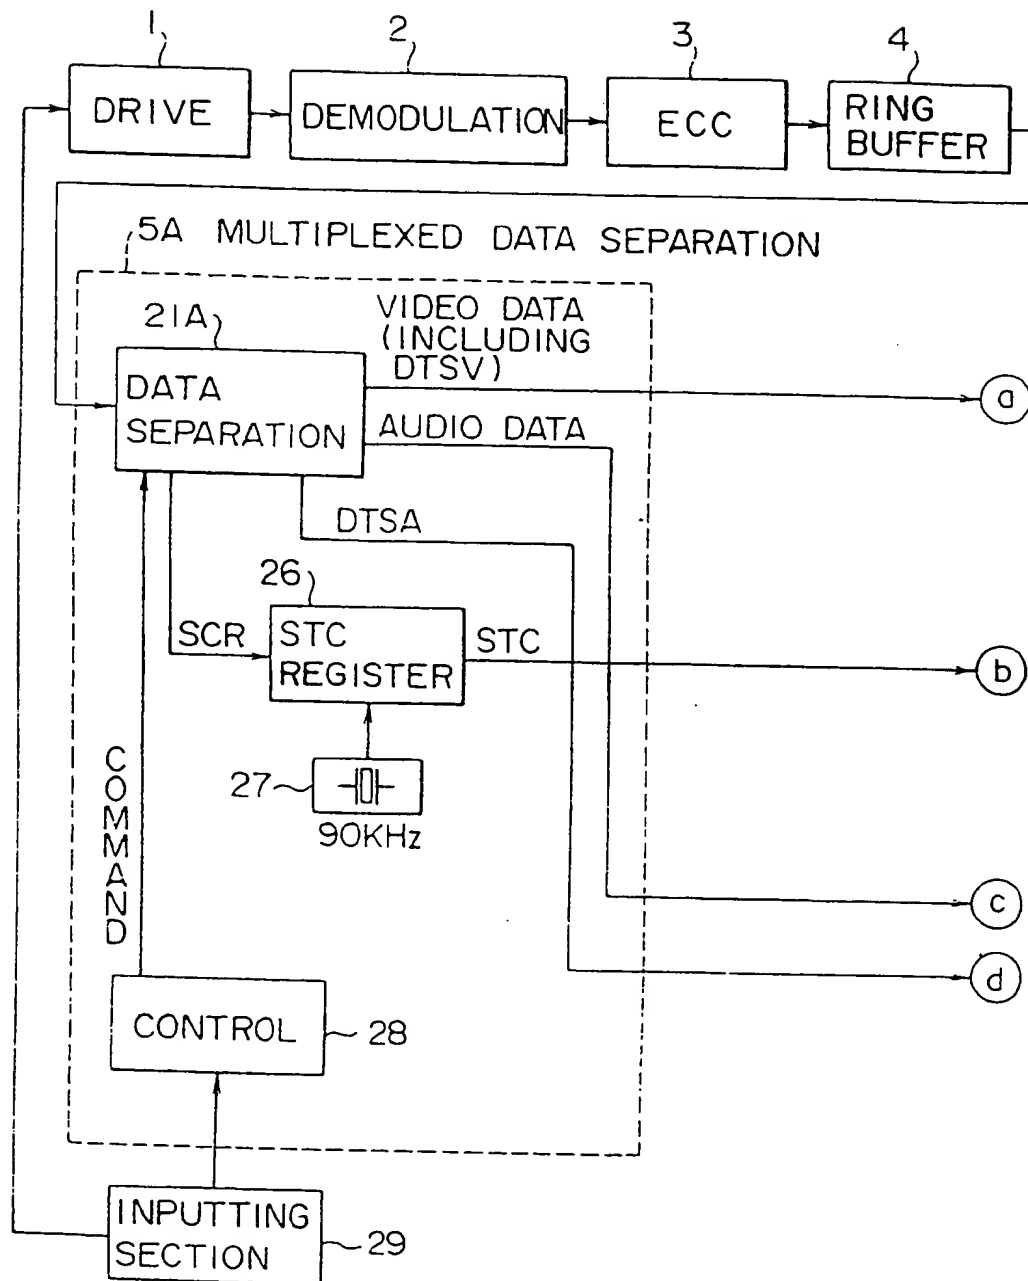 1
2
3
4
DRIVE
DEMODULATION
ECC
RING
BUFFER
5A MULTIPLEXED DATA SEPARATION
21A
VIDEO DATA
(INCLUDING
DTSV)
a
DATA
SEPARATION
AUDIO DATA
DTSA
26
SCR
STC
REGISTER
STC
b
COMMAND
27
90KHz
c
d
CONTROL
28
INPUTTING
SECTION
29